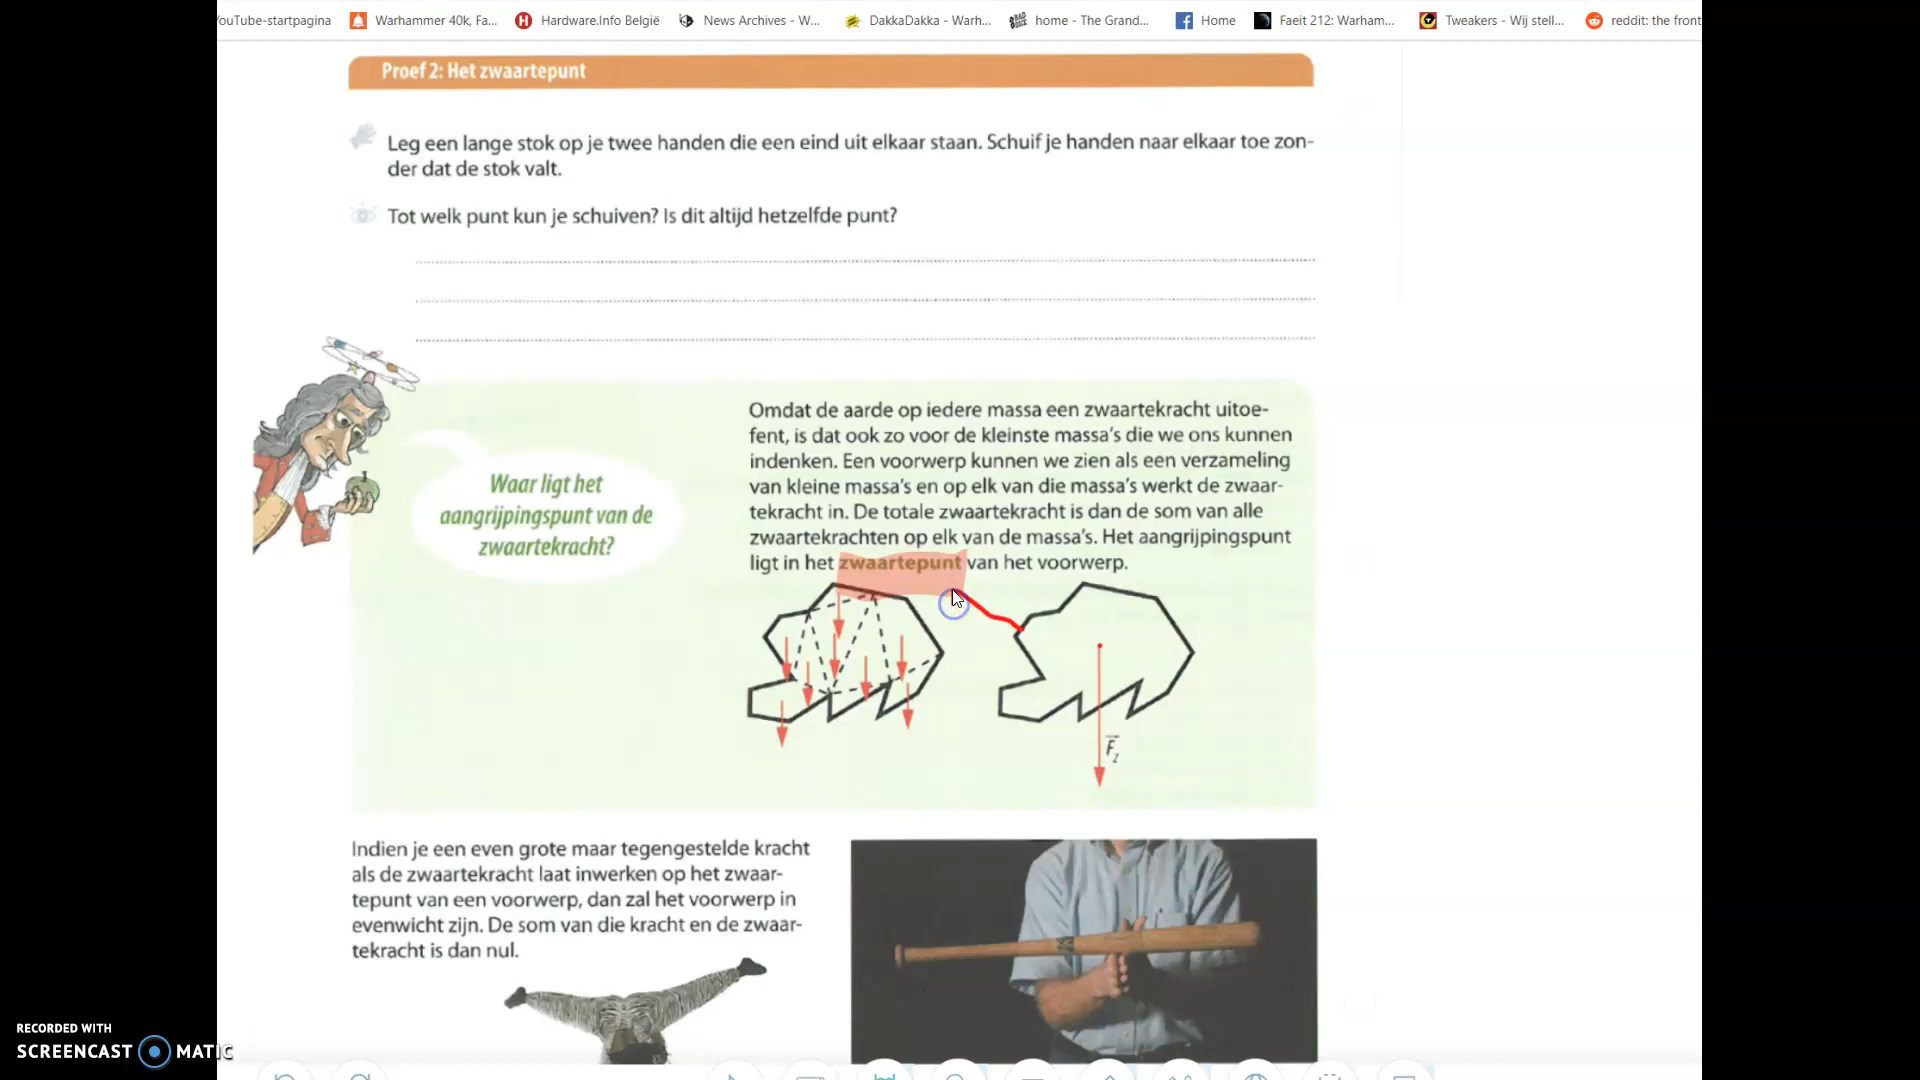 YouTube-startpagina Warhammer 40k, Fa... Hardware.Info België News Archives - W... DakkaDakka - Warh... home - The Grand... Home Faeit 212: Warham... Tweakers - Wij stell... reddit: the front
Proef 2: Het zwaartepunt
Leg een lange stok op je twee handen die een eind uit elkaar staan. Schuif je handen naar elkaar toe zon-
der dat de stok valt.
Tot welk punt kun je schuiven? Is dit altijd hetzelfde punt?
Waar ligt het
aangrijpingspunt van de
zwaartekracht?
Omdat de aarde op iedere massa een zwaartekracht uitoe-
fent, is dat ook zo voor de kleinste massa's die we ons kunnen
indenken. Een voorwerp kunnen we zien als een verzameling
van kleine massa's en op elk van die massa's werkt de zwaar-
tekracht in. De totale zwaartekracht is dan de som van alle
zwaartekrachten op elk van de massa's. Het aangrijpingspunt
ligt in het zwaartepunt van het voorwerp.
F_z
Indien je een even grote maar tegengestelde kracht
als de zwaartekracht laat inwerken op het zwaar-
tepunt van een voorwerp, dan zal het voorwerp in
evenwicht zijn. De som van die kracht en de zwaar-
tekracht is dan nul.
RECORDED WITH
SCREENCAST MATIC